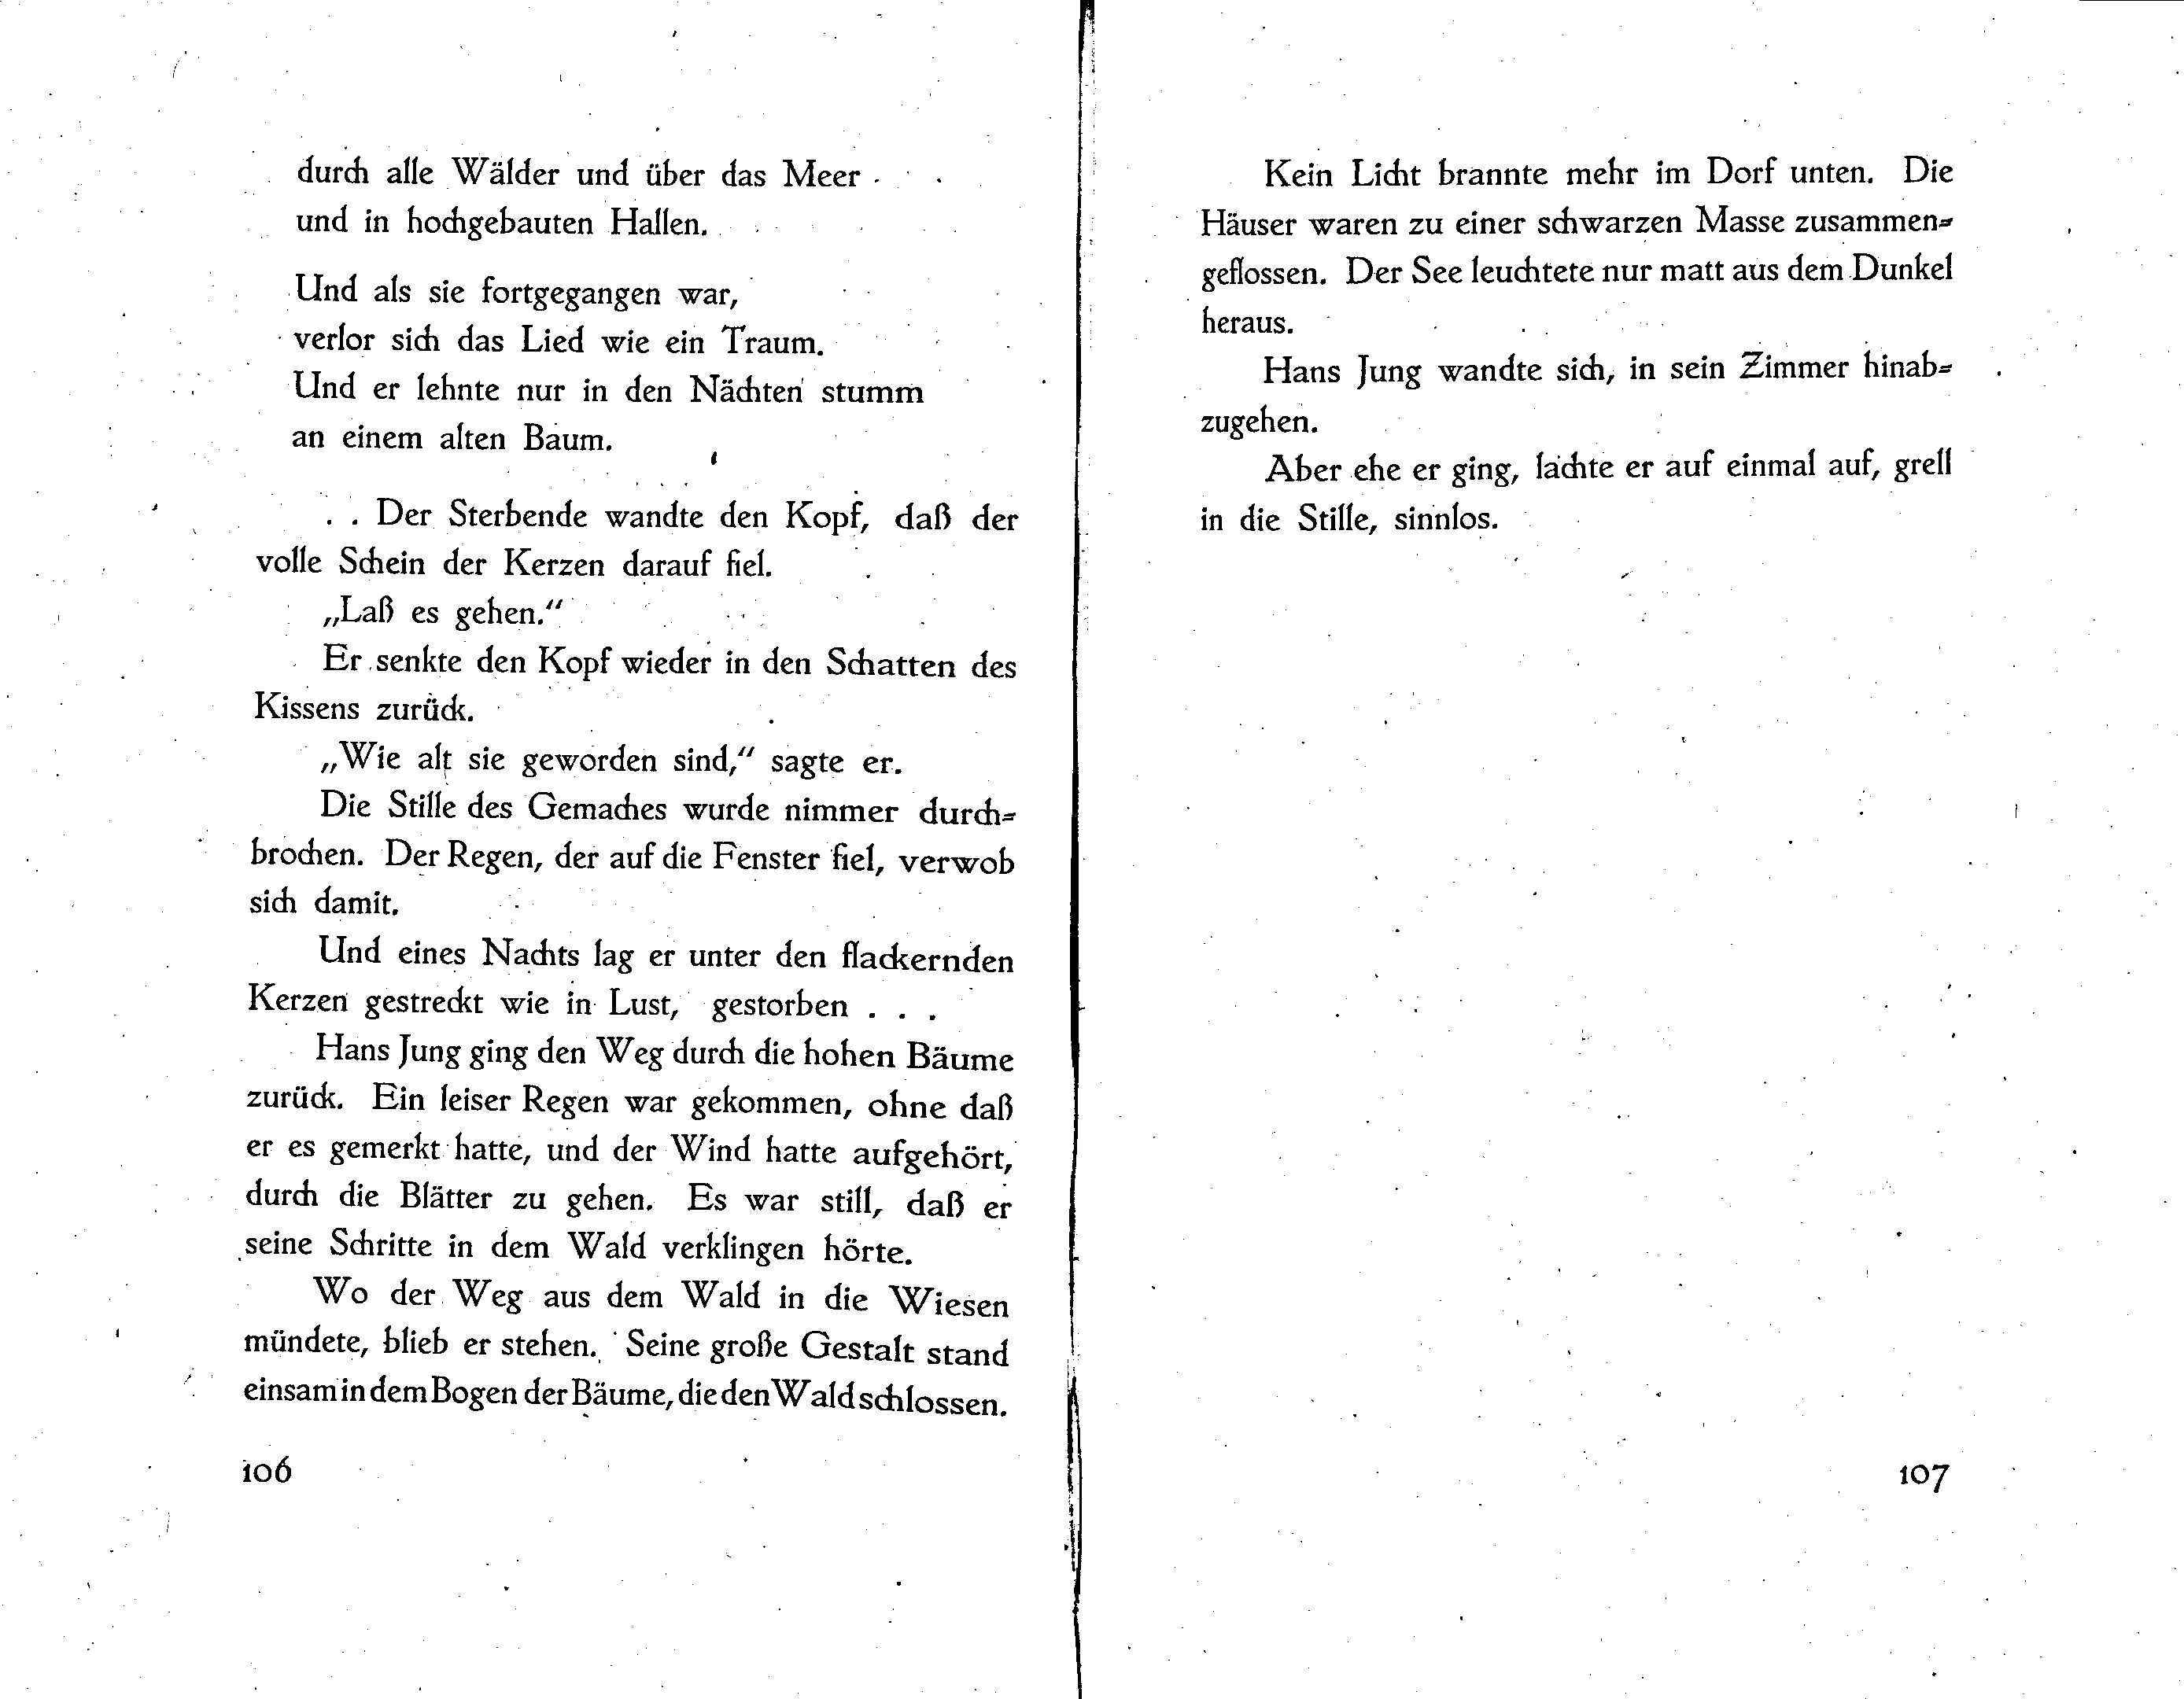 durch alle Wälder und über das Meer
und in hochgebauten Hallen.
Und als sie fortgegangen war,
verlor sich das Lied wie ein Traum.
Und er lehnte nur in den Nächten stumm
an einem alten Baum.
. . Der Sterbende wandte den Kopf, daß der
volle Schein der Kerzen darauf fiel.
„Laß es gehen.“
Er senkte den Kopf wieder in den Schatten des
Kissens zurück.
„Wie alt sie geworden sind,“ sagte er.
Die Stille des Gemaches wurde nimmer durch-
brochen. Der Regen, der auf die Fenster fiel, verwob
sich damit.
Und eines Nachts lag er unter den flackernden
Kerzen gestreckt wie in Lust, gestorben . . .
Hans Jung ging den Weg durch die hohen Bäume
zurück. Ein leiser Regen war gekommen, ohne daß
er es gemerkt hatte, und der Wind hatte aufgehört,
durch die Blätter zu gehen. Es war still, daß er
seine Schritte in dem Wald verklingen hörte.
Wo der Weg aus dem Wald in die Wiesen
mündete, blieb er stehen. Seine große Gestalt stand
einsam in dem Bogen der Bäume, die den Wald schlossen.
106
Kein Licht brannte mehr im Dorf unten. Die
Häuser waren zu einer schwarzen Masse zusammen-
geflossen. Der See leuchtete nur matt aus dem Dunkel
heraus.
Hans Jung wandte sich, in sein Zimmer hinab-
zugehen.
Aber ehe er ging, lachte er auf einmal auf, grell
in die Stille, sinnlos.
107